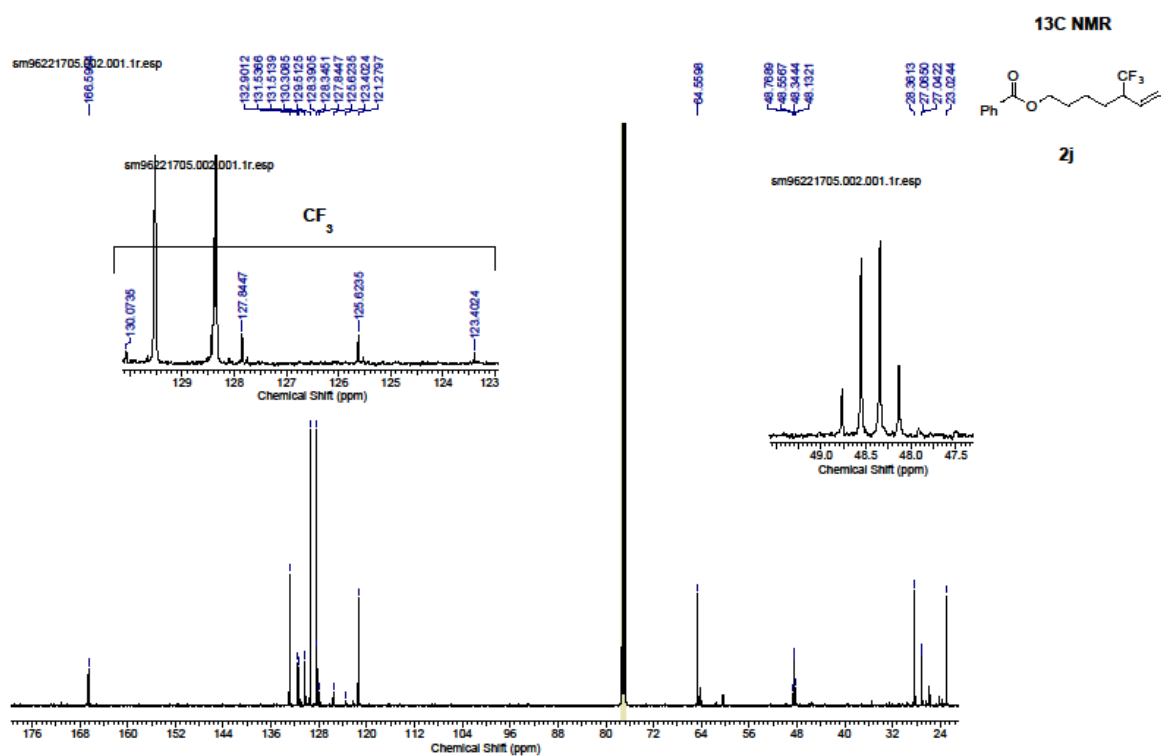 13C NMR
sm96221705.002.001.1r.esp
132.9012
131.5366
131.5139
130.3085
129.5125
128.3905
128.3451
127.8447
125.6235
123.4024
121.2797
64.5598
48.7689
48.5567
48.3444
48.1321
28.3613
27.0650
27.0422
23.0244
O
CF3
Ph
O
2j
sm96221705.002.001.1r.esp
CF3
130.0735
127.8447
125.6235
123.4024
129 128 127 126 125 124 123
Chemical Shift (ppm)
sm96221705.002.001.1r.esp
49.0 48.5 48.0 47.5
Chemical Shift (ppm)
176 168 160 152 144 136 128 120 112 104 96 88 80 72 64 56 48 40 32 24
Chemical Shift (ppm)